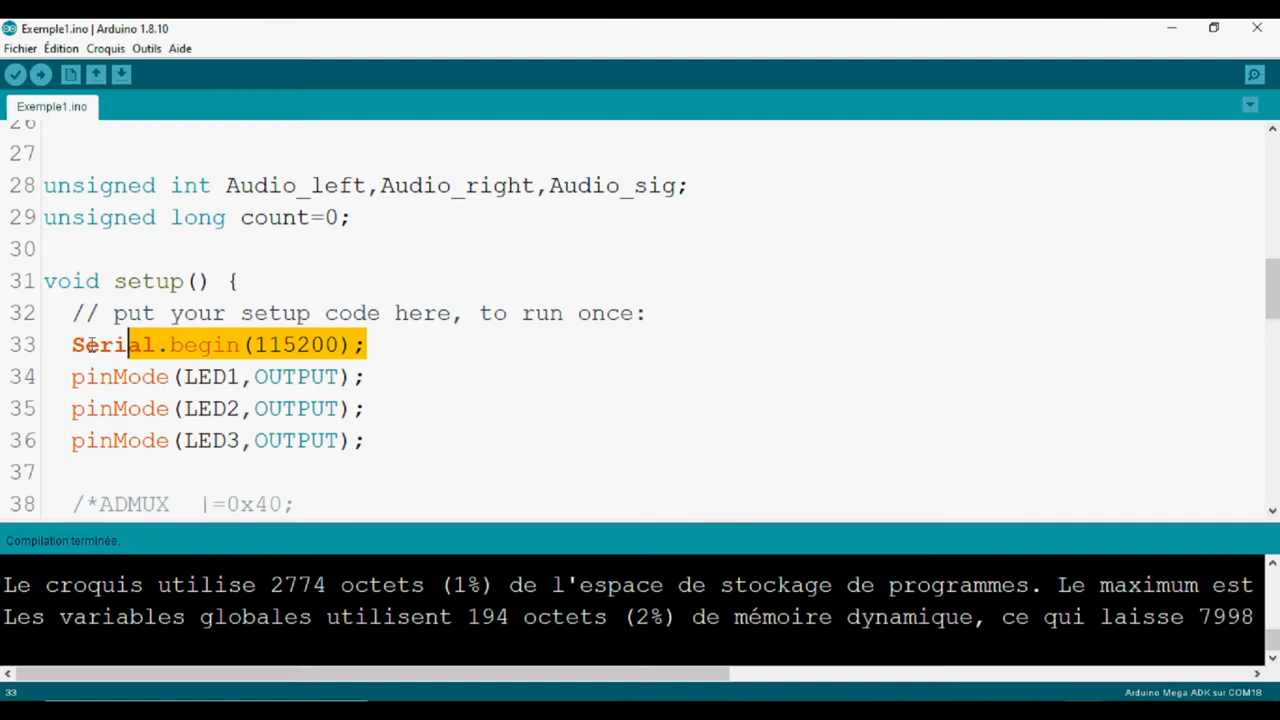 Exemple1.ino | Arduino 1.8.10
Fichier Édition Croquis Outils Aide
Exemple1.ino
26
27
28 unsigned int Audio_left,Audio_right,Audio_sig;
29 unsigned long count=0;
30
31 void setup() {
32 // put your setup code here, to run once:
33 Serial.begin(115200);
34 pinMode(LED1,OUTPUT);
35 pinMode(LED2,OUTPUT);
36 pinMode(LED3,OUTPUT);
37
38 /*ADMUX |=0x40;
Compilation terminée.
Le croquis utilise 2774 octets (1%) de l'espace de stockage de programmes. Le maximum est
Les variables globales utilisent 194 octets (2%) de mémoire dynamique, ce qui laisse 7998
33 Arduino Mega ADK sur COM18